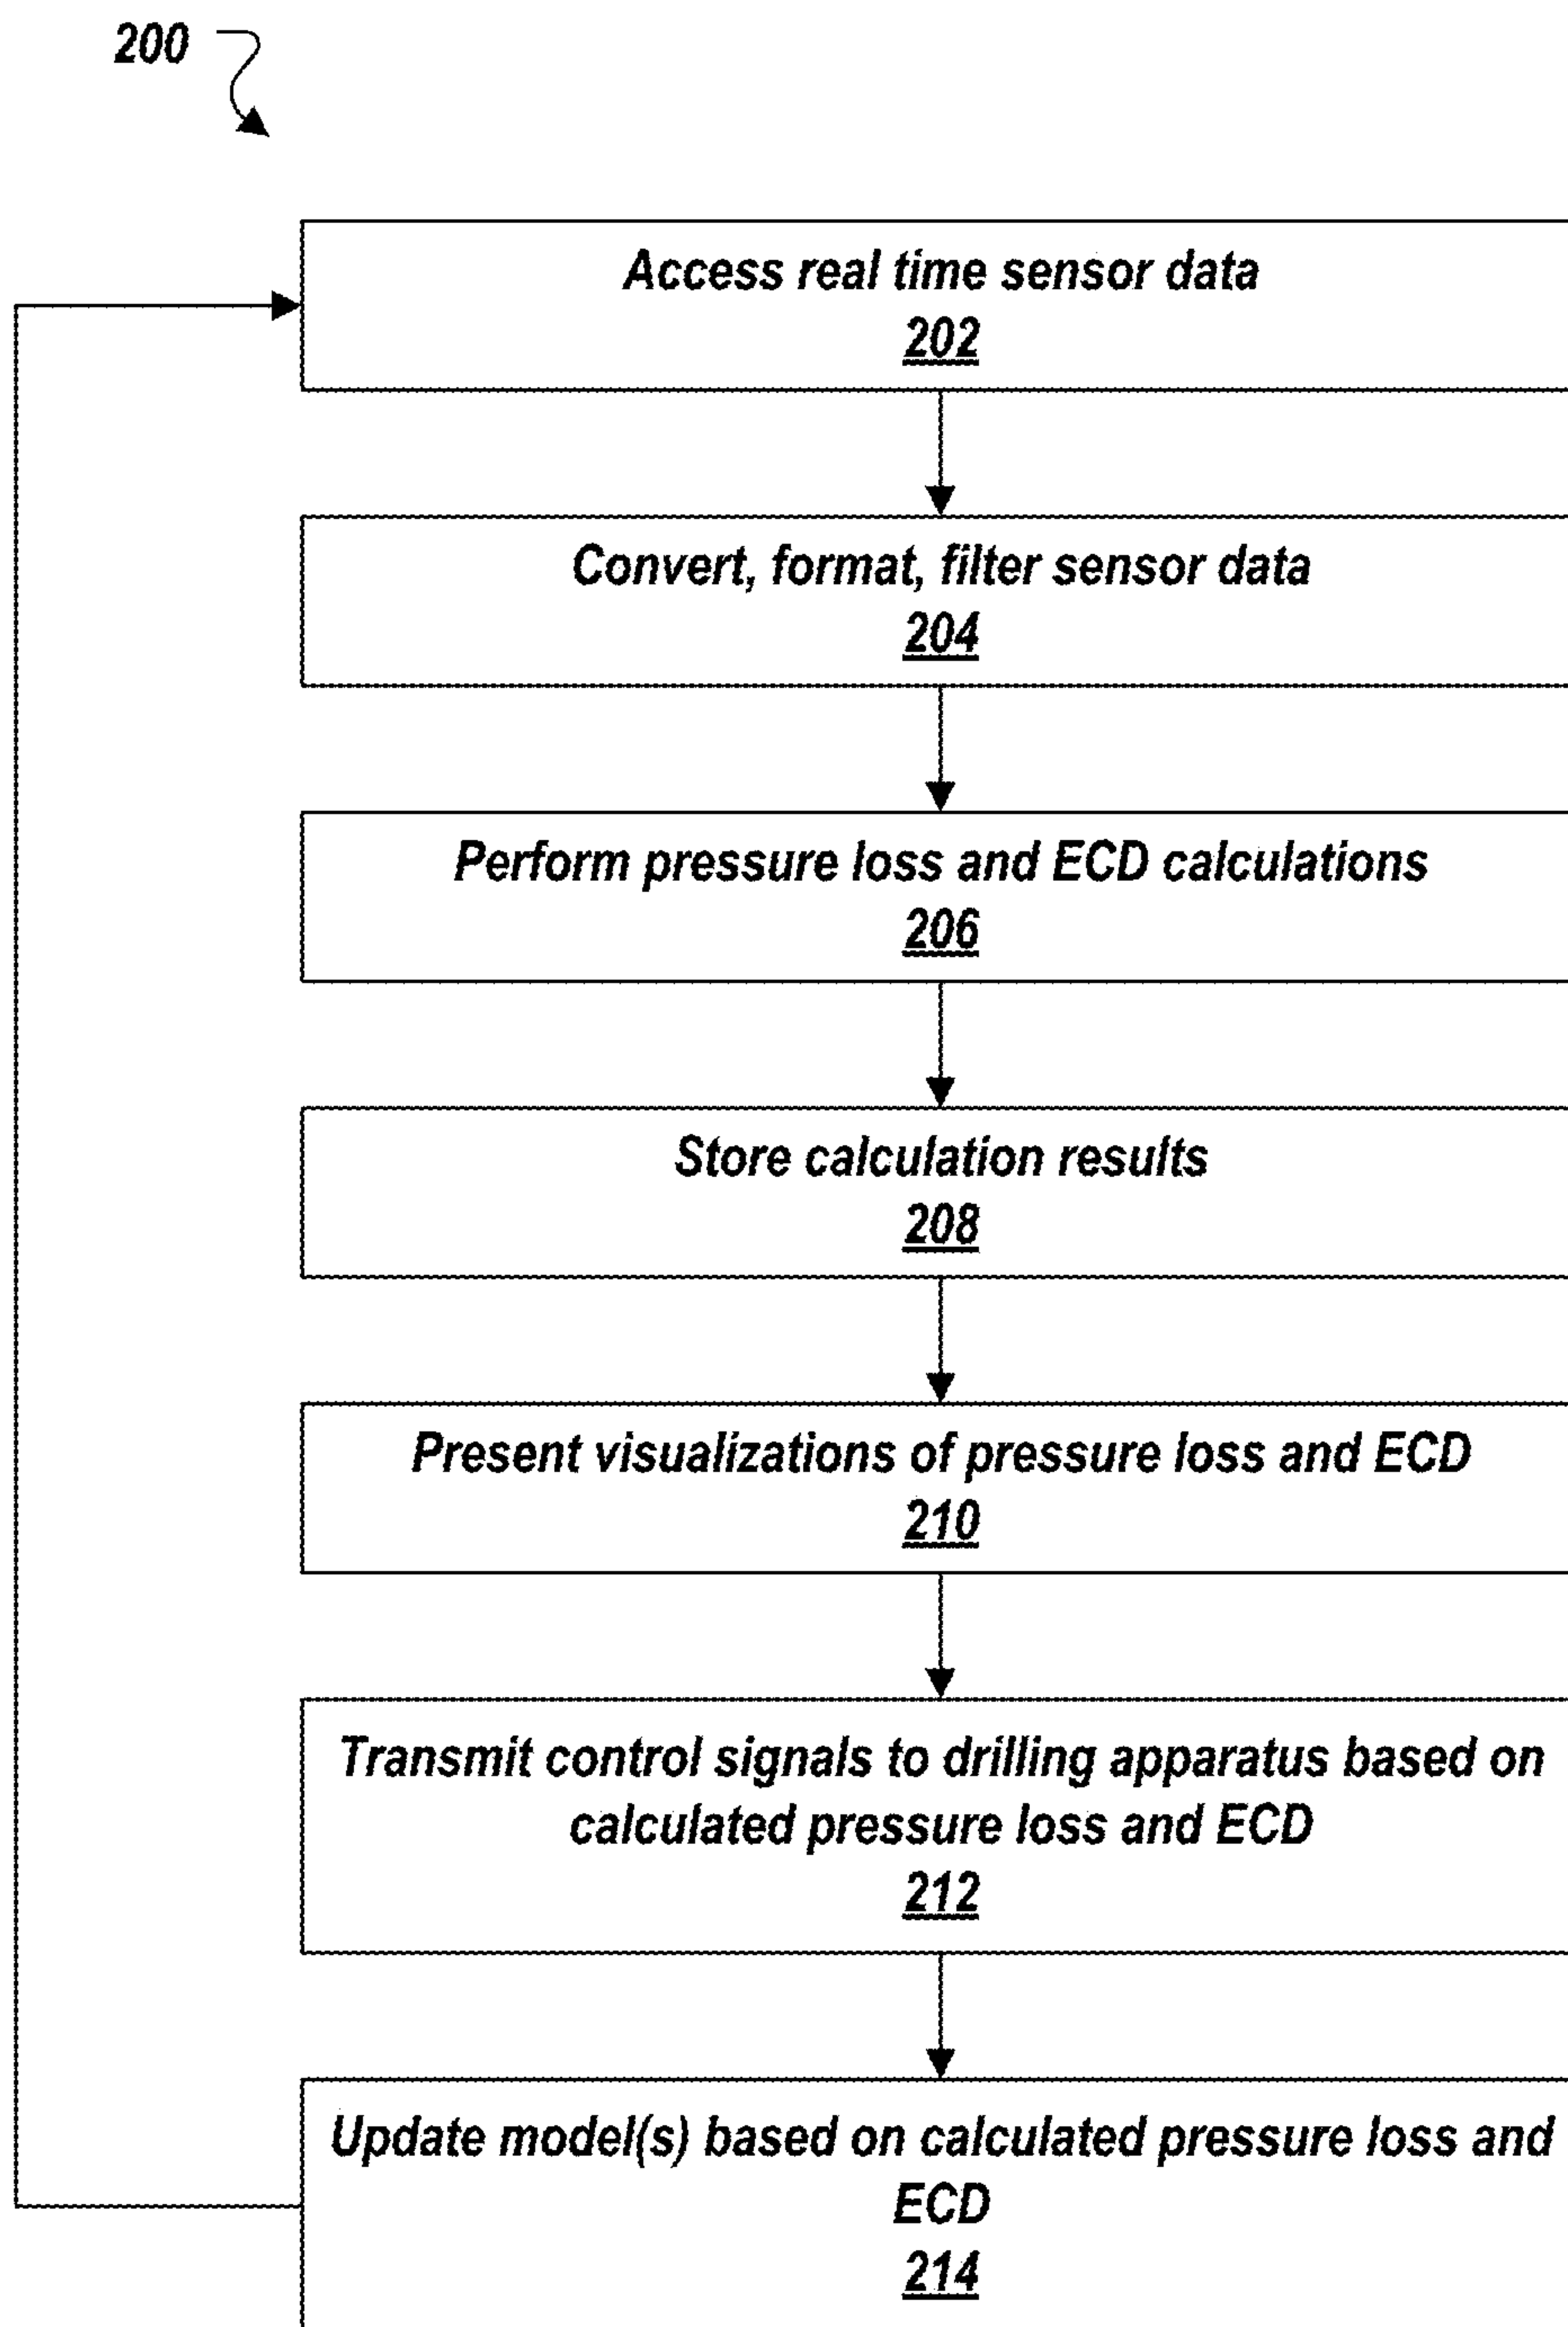 200
Access real time sensor data
202
Convert, format, filter sensor data
204
Perform pressure loss and ECD calculations
206
Store calculation results
208
Present visualizations of pressure loss and ECD
210
Transmit control signals to drilling apparatus based on
calculated pressure loss and ECD
212
Update model(s) based on calculated pressure loss and
ECD
214